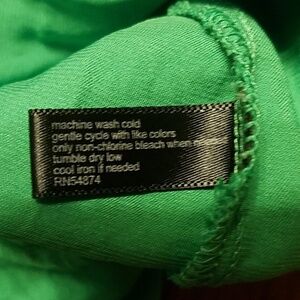 machine wash cold
gentle cycle with like colors
only non-chlorine bleach when needed
tumble dry low
cool iron if needed
RN54874